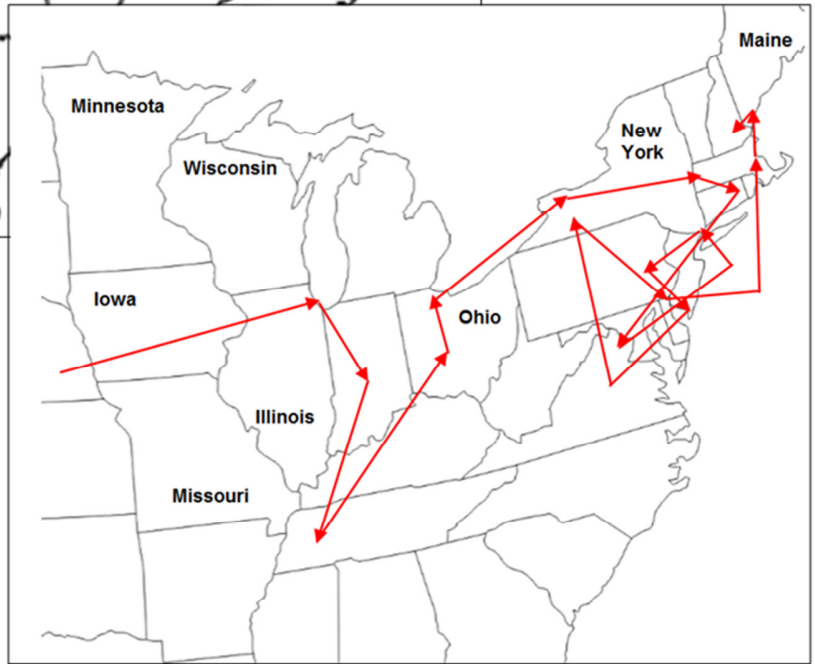 Maine
Minnesota
New
York
Wisconsin
Iowa
Ohio
Illinois
Missouri